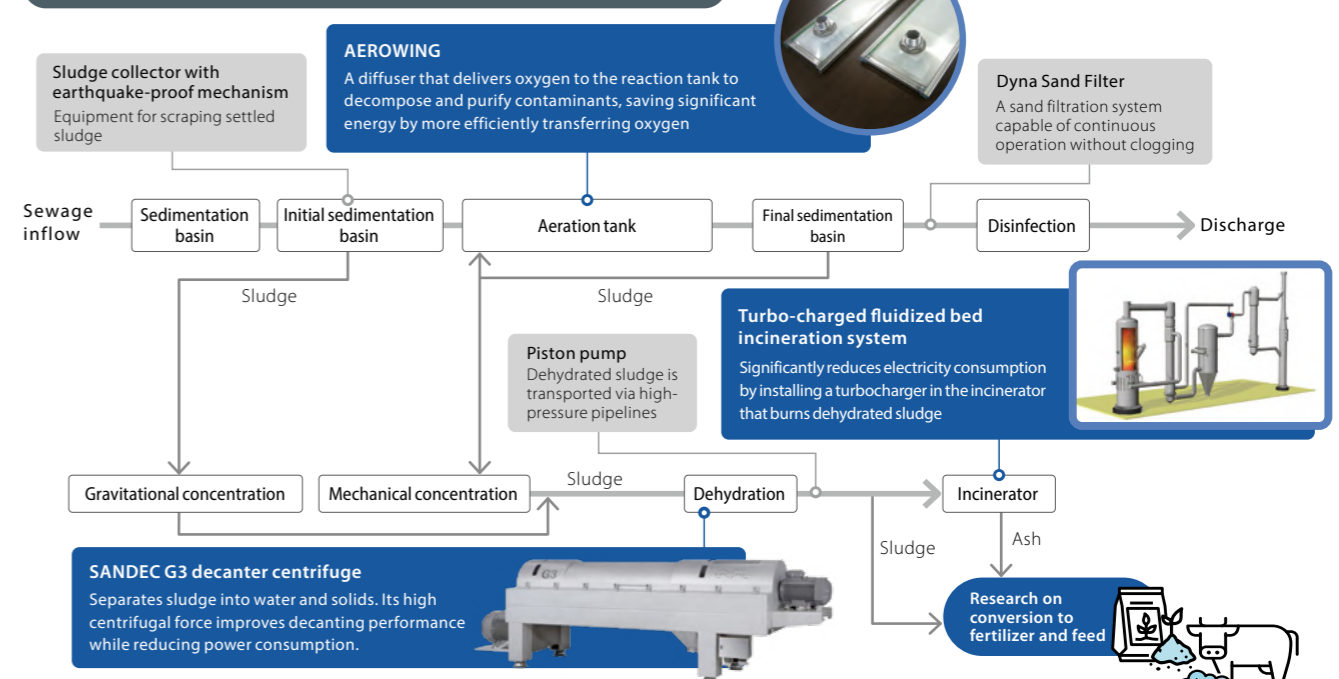 AEROWING
A diffuser that delivers oxygen to the reaction tank to
decompose and purify contaminants, saving significant
energy by more efficiently transferring oxygen
Sludge collector with
earthquake-proof mechanism
Equipment for scraping settled
sludge
Dyna Sand Filter
A sand filtration system
capable of continuous
operation without clogging
Sewage
inflow
Sedimentation
basin
Initial sedimentation
basin
Aeration tank
Final sedimentation
basin
Disinfection
Discharge
Sludge
Sludge
Turbo-charged fluidized bed
incineration system
Significantly reduces electricity consumption
by installing a turbocharger in the incinerator
that burns dehydrated sludge
Piston pump
Dehydrated sludge is
transported via high-
pressure pipelines
Gravitational concentration
Mechanical concentration
Sludge
Dehydration
Incinerator
Sludge
Ash
SANDEC G3 decanter centrifuge
Separates sludge into water and solids. Its high
centrifugal force improves decanting performance
while reducing power consumption.
G3
Research on
conversion to
fertilizer and feed